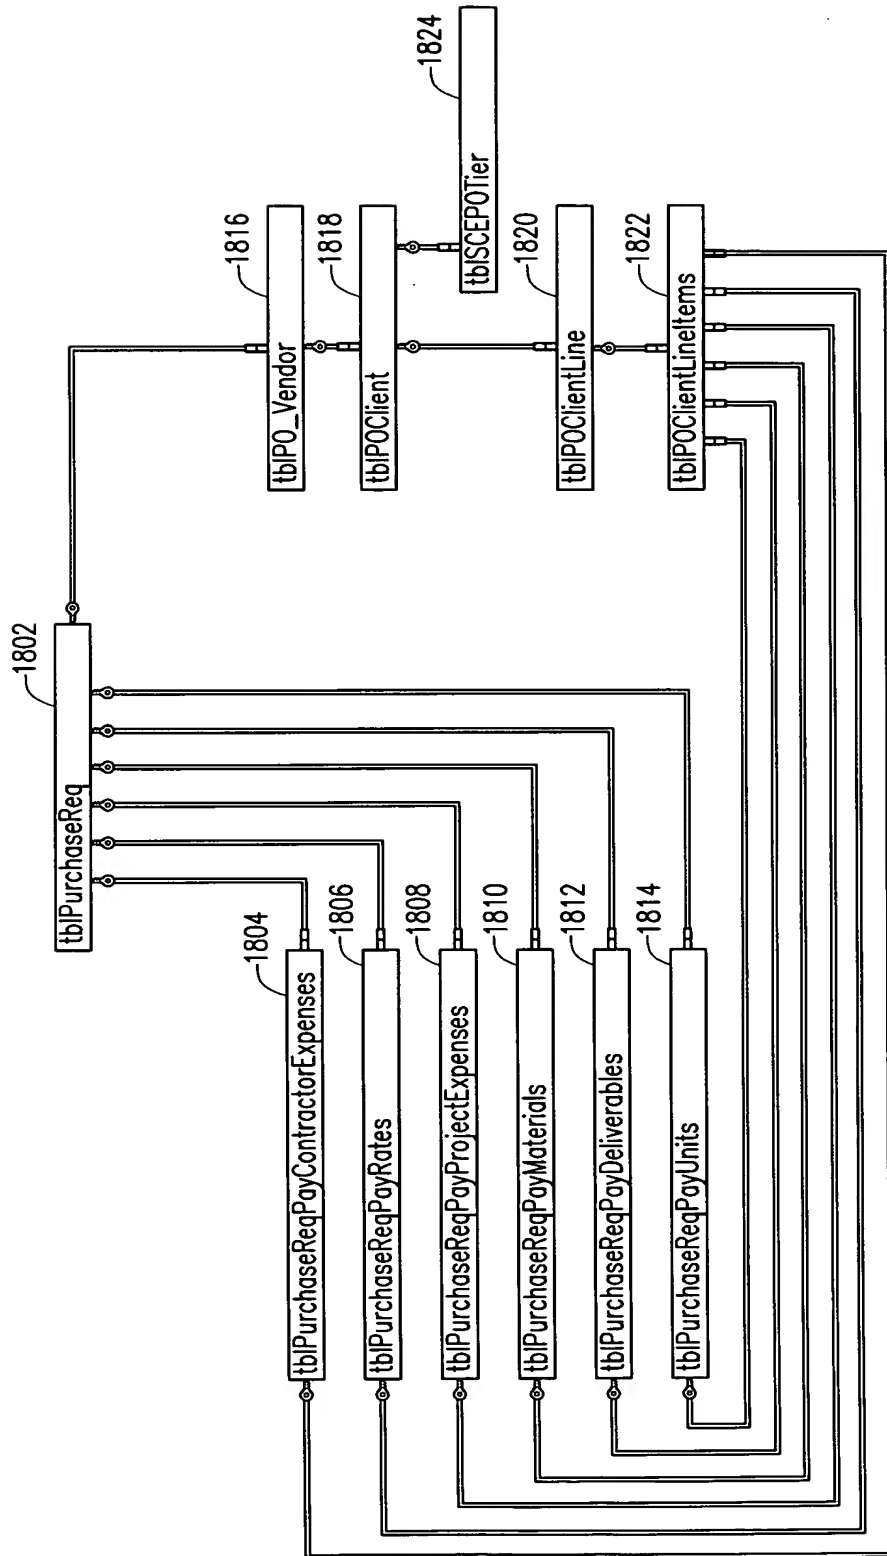 1802
tblPurchaseReq
1804
tblPurchaseReqPayContractorExpenses
1806
tblPurchaseReqPayRates
1808
tblPurchaseReqPayProjectExpenses
1810
tblPurchaseReqPayMaterials
1812
tblPurchaseReqPayDeliverables
1814
tblPurchaseReqPayUnits
1816
tblPO_Vendor
1818
tblPOClient
1824
tblSCEPOTier
1820
tblPOClientLine
1822
tblPOClientLineItems